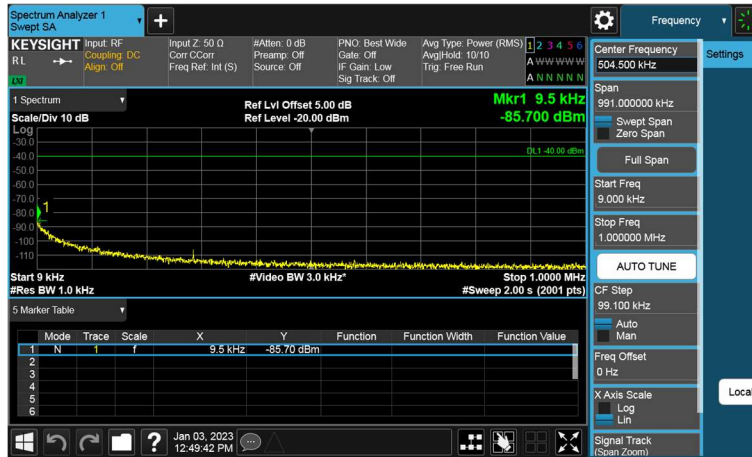 Spectrum Analyzer 1
Swept SA
Frequency
KEYSIGHT
RL
LXI
Input: RF
Coupling: DC
Align: Off
Input Z: 50 Ω
Corr CCorr
Freq Ref: Int (S)
#Atten: 0 dB
Preamp: Off
Source: Off
PNO: Best Wide
Gate: Off
IF Gain: Low
Sig Track: Off
Avg Type: Power (RMS)
Avg|Hold: 10/10
Trig: Free Run
1 2 3 4 5 6
A W W W W W
A N N N N N
1 Spectrum
Scale/Div 10 dB
Ref Lvl Offset 5.00 dB
Ref Level -20.00 dBm
Mkr1 9.5 kHz
-85.700 dBm
Log
-30.0
-40.0
-50.0
-60.0
-70.0
-80.0
-90.0
-100
-110
DL1 -40.00 dBm
1
Start 9 kHz
#Res BW 1.0 kHz
#Video BW 3.0 kHz*
Stop 1.0000 MHz
#Sweep 2.00 s (2001 pts)
5 Marker Table
Mode Trace Scale X Y Function Function Width Function Value
1 N 1 f 9.5 kHz -85.70 dBm
2
3
4
5
6
Jan 03, 2023
12:49:42 PM
Center Frequency
504.500 kHz
Settings
Span
991.000000 kHz
Swept Span
Zero Span
Full Span
Start Freq
9.000 kHz
Stop Freq
1.000000 MHz
AUTO TUNE
CF Step
99.100 kHz
Auto
Man
Freq Offset
0 Hz
X Axis Scale
Log
Lin
Local
Signal Track
(Span Zoom)